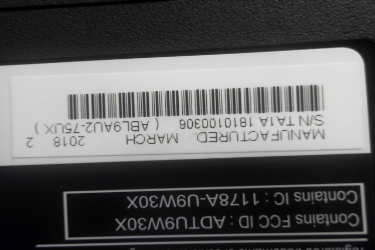 Contains FCC ID : ADTU9W30X
Contains IC : 1178A-U9W30X
MANUFACTURED: MARCH 2018 2
S/N TA1A 1810100306 ( ABL9AU2-75UX )